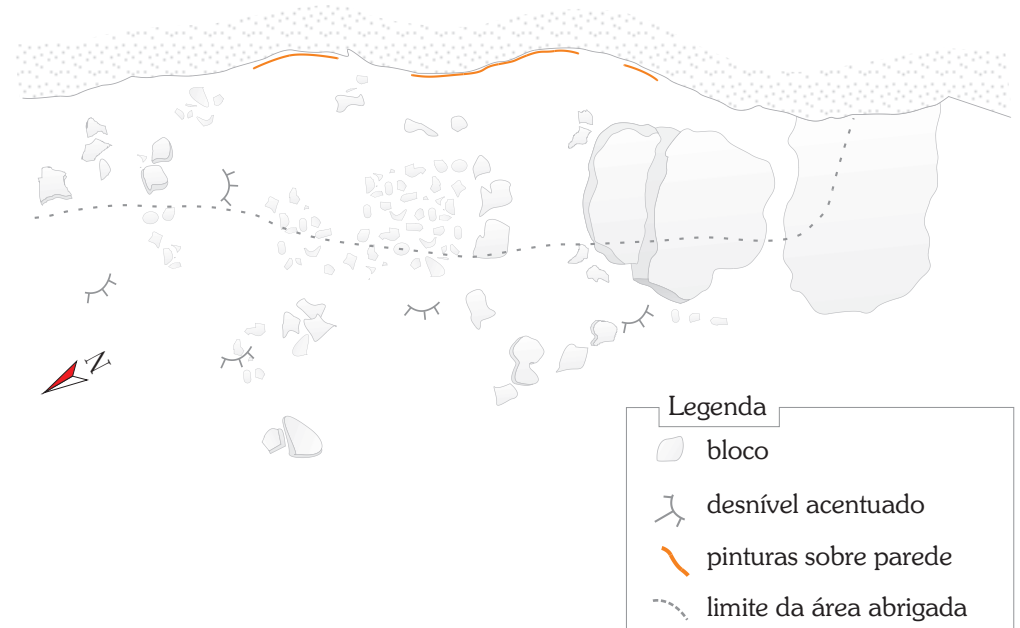 N
Legenda
bloco
desnível acentuado
pinturas sobre parede
limite da área abrigada